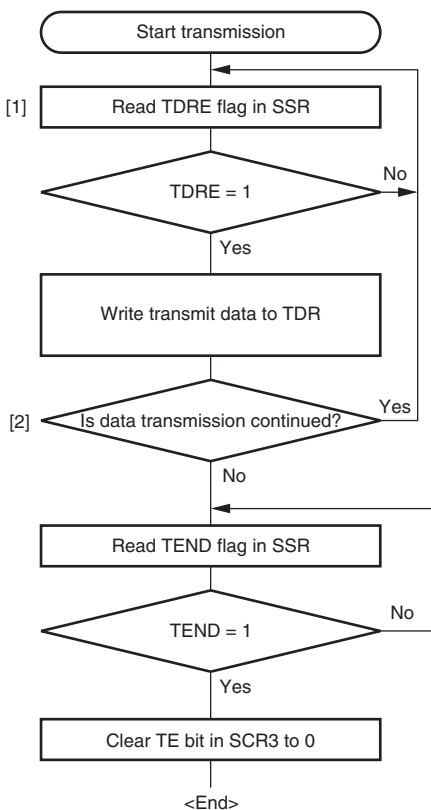 Start transmission
[1]
Read TDRE flag in SSR
TDRE = 1
No
Yes
Write transmit data to TDR
[2]
Is data transmission continued?
Yes
No
Read TEND flag in SSR
TEND = 1
No
Yes
Clear TE bit in SCR3 to 0
<End>